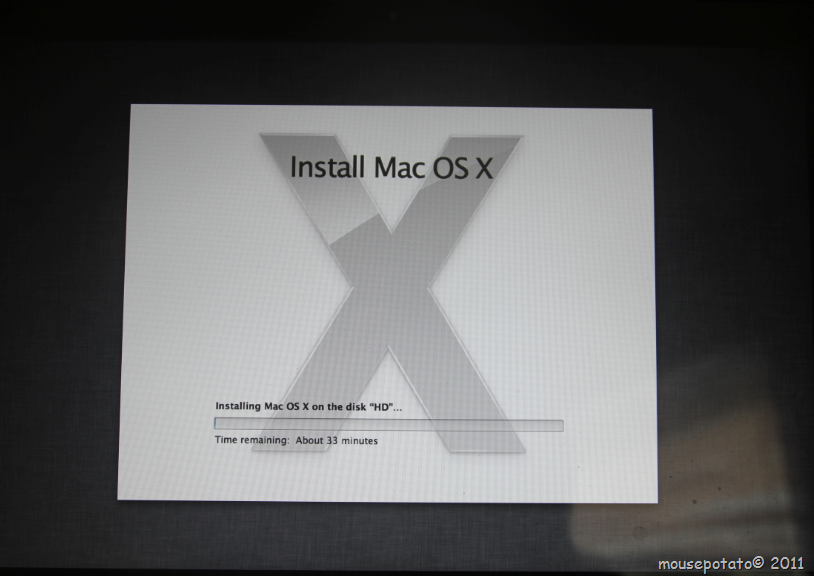 Install Mac OS X
Installing Mac OS X on the disk “HD”...
Time remaining:  About 33 minutes
mousepotato© 2011